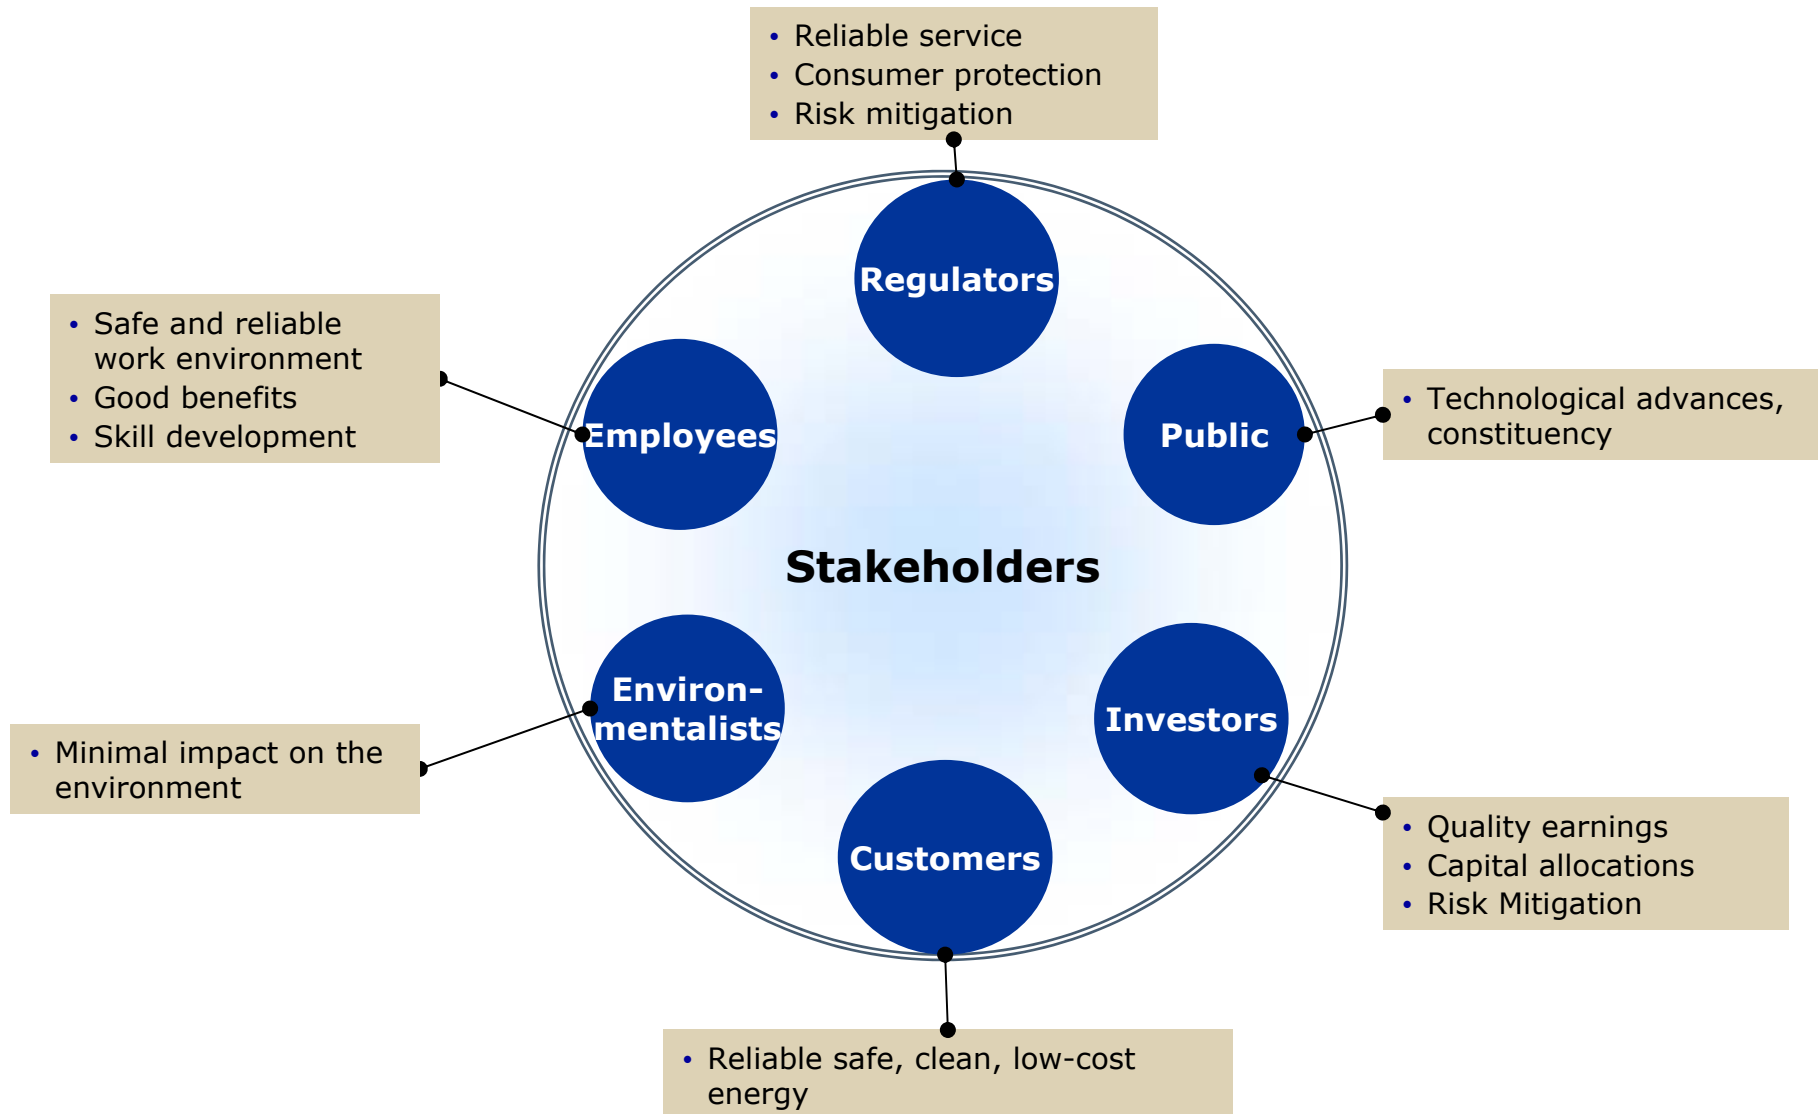 • Reliable service
• Consumer protection
• Risk mitigation
Regulators
• Safe and reliable
work environment
• Good benefits
• Skill development
Employees
Public
• Technological advances,
constituency
Stakeholders
Environ-
mentalists
• Minimal impact on the
environment
Investors
• Quality earnings
• Capital allocations
• Risk Mitigation
Customers
• Reliable safe, clean, low-cost
energy